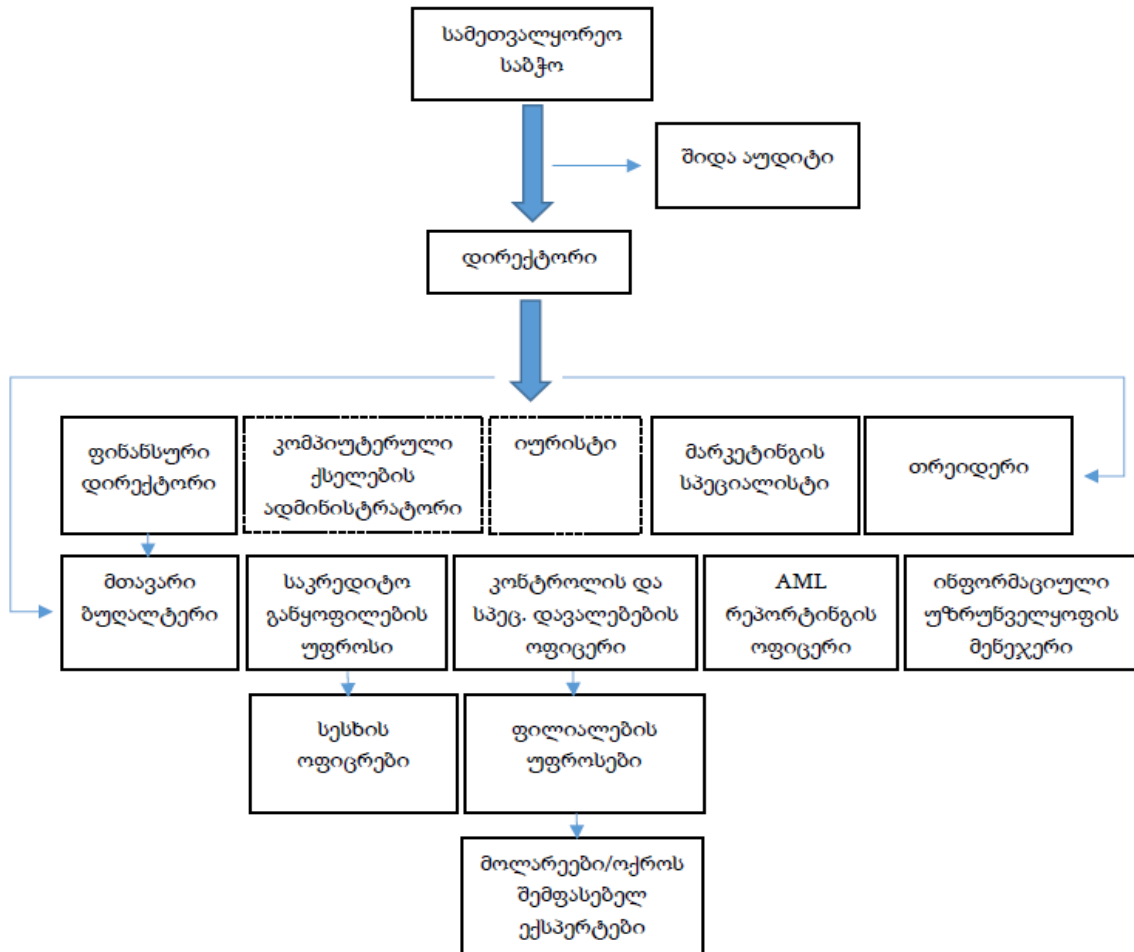 სამეთვალყორეო
საბჭო
შიდა აუდიტი
დირექტორი
ფინანსური
დირექტორი
კომპიუტერული
ქსელების
ადმინისტრატორი
იურისტი
მარკეტინგის
სპეციალისტი
თრეიდერი
მთავარი
ბუღალტერი
საკრედიტო
განყოფილების
უფროსი
კონტროლის და
სპეც. დავალებების
ოფიცერი
AML
რეპორტინგის
ოფიცერი
ინფორმაციული
უზრუნველყოფის
მენეჯერი
სესხის
ოფიცრები
ფილიალების
უფროსები
მოლარეები/ოქროს
შემფასებელ
ექსპერტები